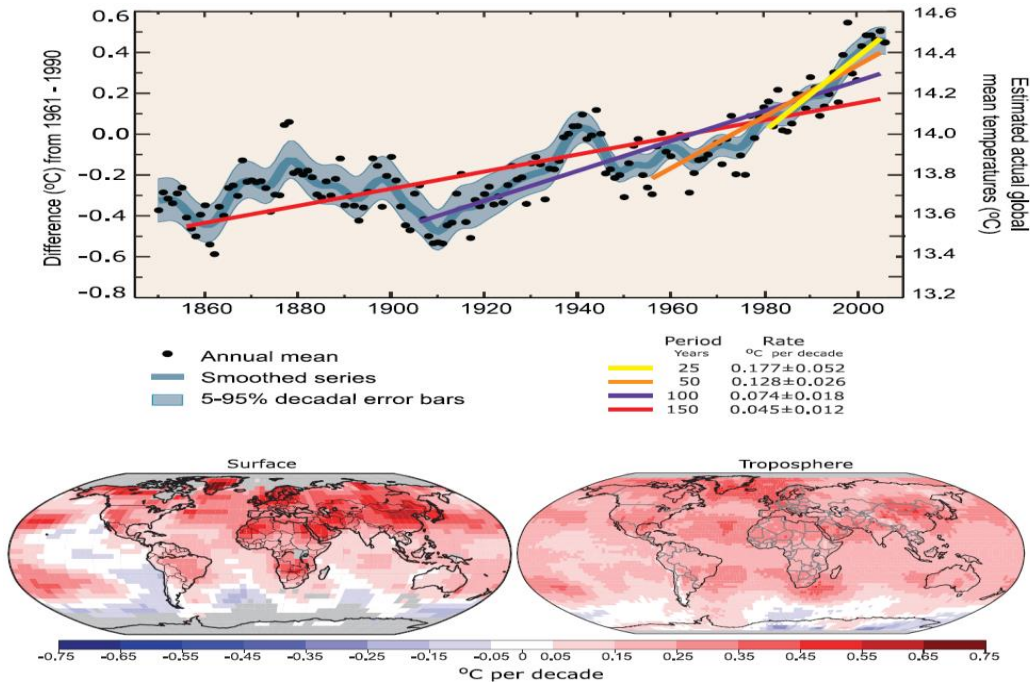 Difference (°C) from 1961 - 1990
0.6
0.4
0.2
0.0
-0.2
-0.4
-0.6
-0.8
14.6
14.4
14.2
14.0
13.8
13.6
13.4
13.2
Estimated actual global
mean temperatures (°C)
1860 1880 1900 1920 1940 1960 1980 2000
Annual mean
Smoothed series
5-95% decadal error bars
Period Rate
Years °C per decade
25 0.177±0.052
50 0.128±0.026
100 0.074±0.018
150 0.045±0.012
Surface
Troposphere
-0.75 -0.65 -0.55 -0.45 -0.35 -0.25 -0.15 -0.05 0 0.05 0.15 0.25 0.35 0.45 0.55 0.65 0.75
°C per decade